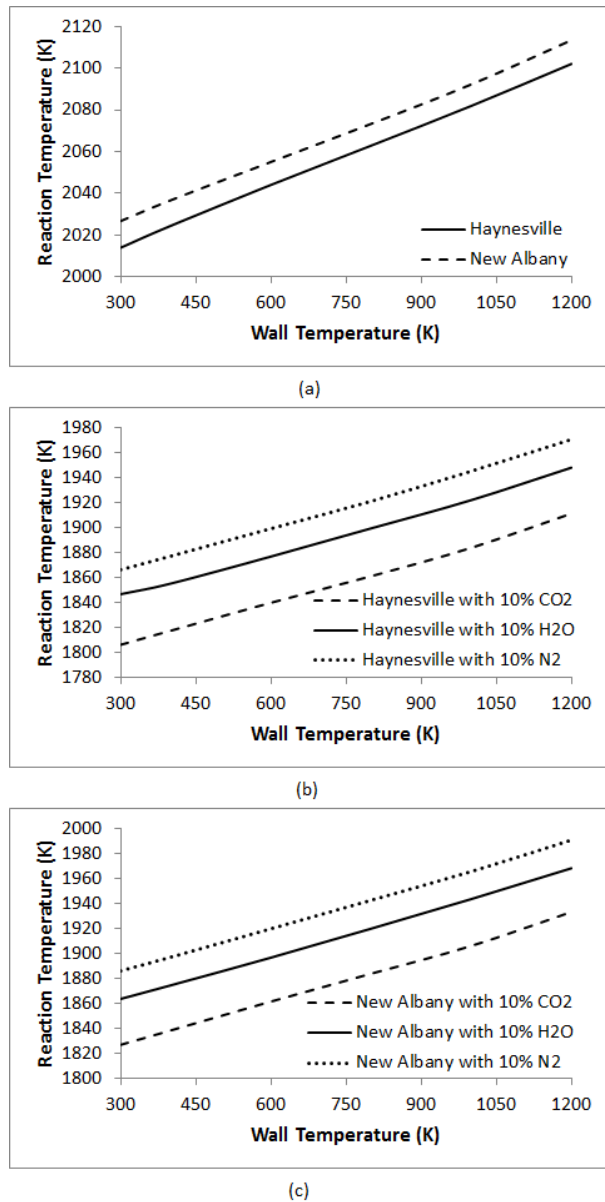 2120
2100
2080
2060
2040
2020
2000
Reaction Temperature (K)
Haynesville
New Albany
300 450 600 750 900 1050 1200
Wall Temperature (K)
(a)
1980
1960
1940
1920
1900
1880
1860
1840
1820
1800
1780
Reaction Temperature (K)
Haynesville with 10% CO2
Haynesville with 10% H2O
Haynesville with 10% N2
300 450 600 750 900 1050 1200
Wall Temperature (K)
(b)
2000
1980
1960
1940
1920
1900
1880
1860
1840
1820
1800
Reaction Temperature (K)
New Albany with 10% CO2
New Albany with 10% H2O
New Albany with 10% N2
300 450 600 750 900 1050 1200
Wall Temperature (K)
(c)